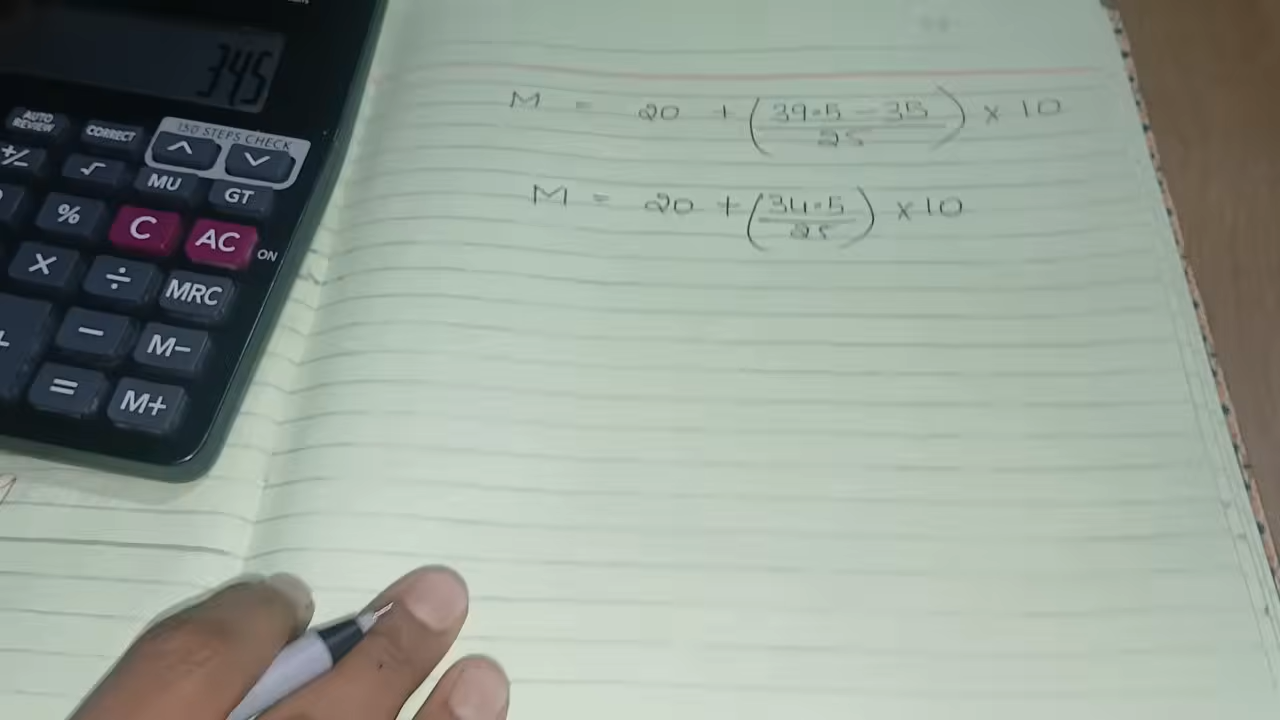 345
AUTO REVIEW
CORRECT
150 STEPS CHECK
+/-
√
MU
GT
%
C
AC
ON
×
÷
MRC
−
M−
=
M+
M = 20 + (39.5 − 35 / 25) × 10
M = 20 + (34.5 / 25) × 10